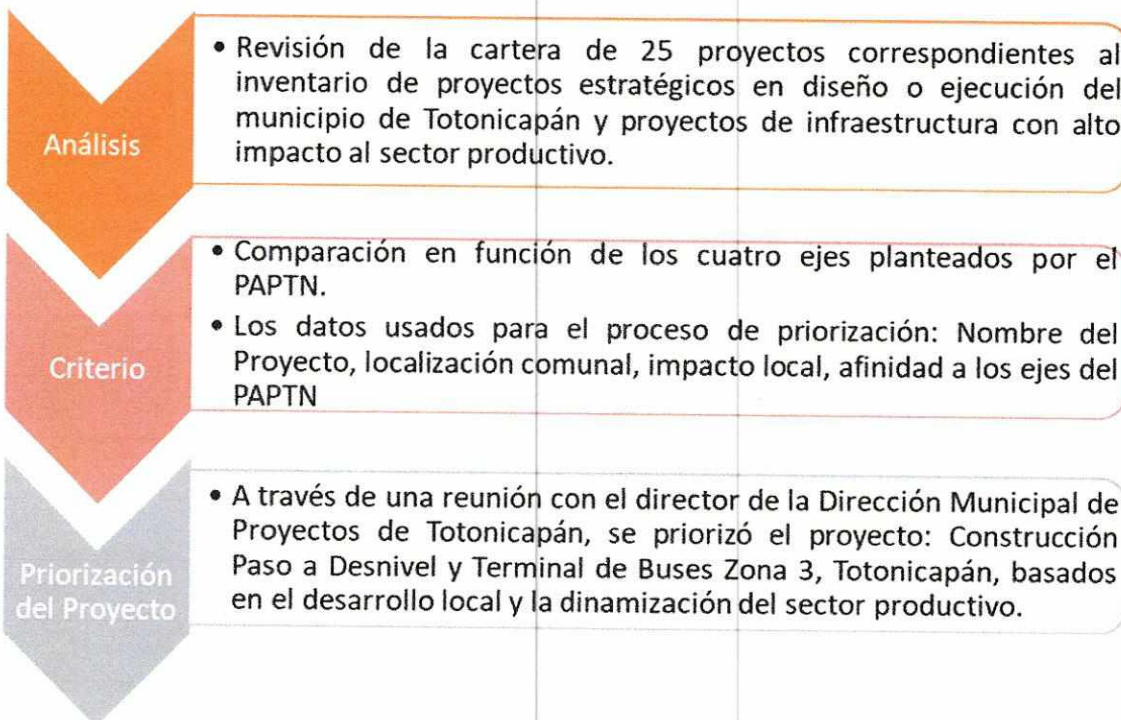 Análisis
• Revisión de la cartera de 25 proyectos correspondientes al
inventario de proyectos estratégicos en diseño o ejecución del
municipio de Totonicapán y proyectos de infraestructura con alto
impacto al sector productivo.
Criterio
• Comparación en función de los cuatro ejes planteados por el
PAPTN.
• Los datos usados para el proceso de priorización: Nombre del
Proyecto, localización comunal, impacto local, afinidad a los ejes del
PAPTN
Priorización
del Proyecto
• A través de una reunión con el director de la Dirección Municipal de
Proyectos de Totonicapán, se priorizó el proyecto: Construcción
Paso a Desnivel y Terminal de Buses Zona 3, Totonicapán, basados
en el desarrollo local y la dinamización del sector productivo.